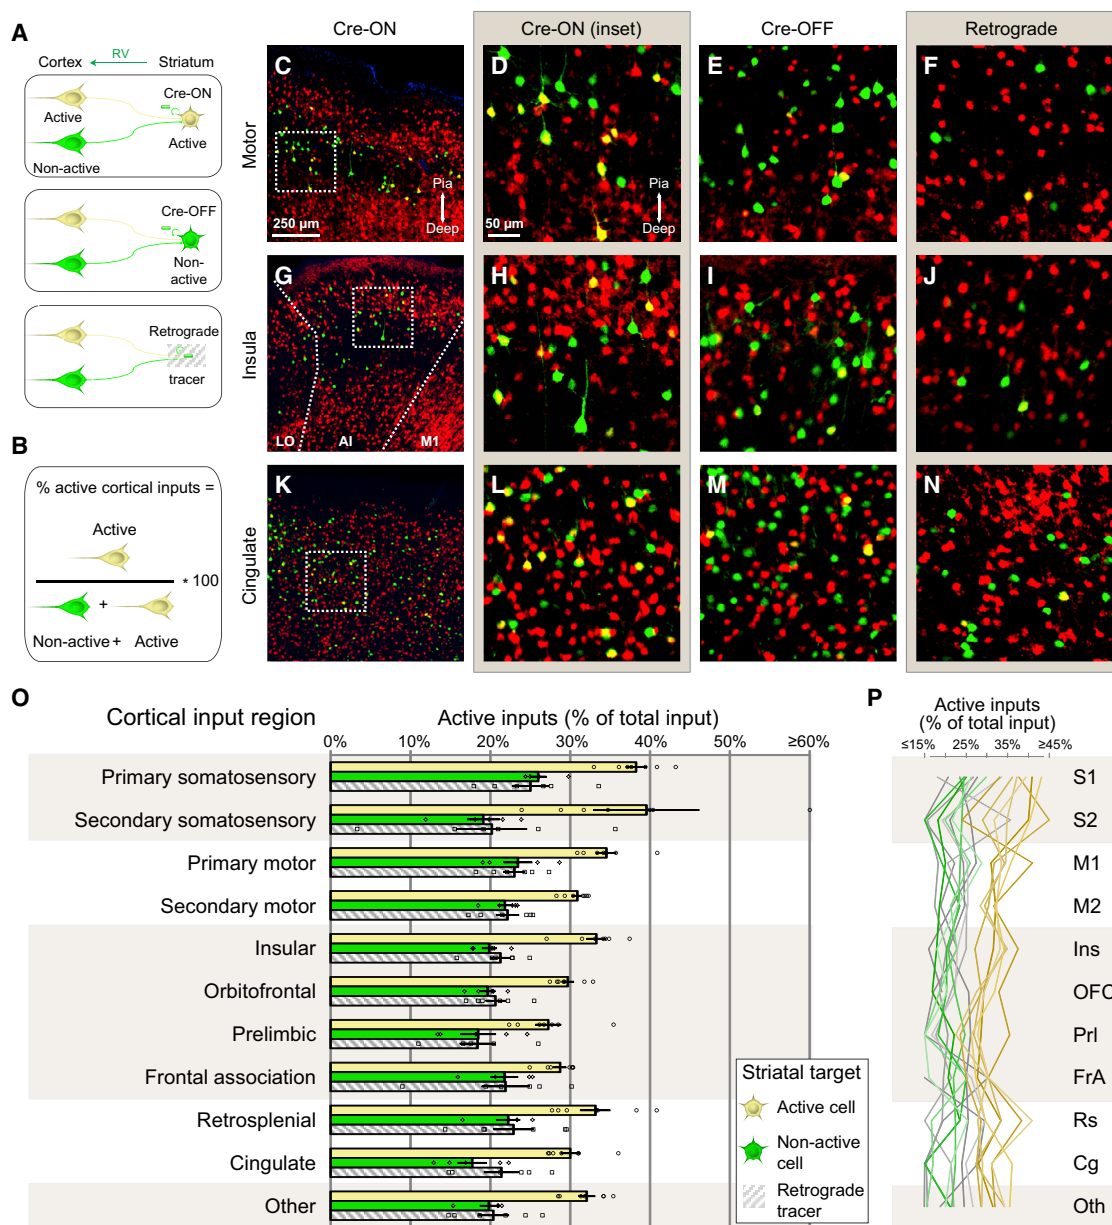 A
Cortex RV Striatum
Cre-ON
Active Active
Non-active
Cre-OFF
Non-
active
Retrograde
tracer
B
% active cortical inputs =
Active
* 100
+
Non-active + Active
Cre-ON Cre-ON (inset) Cre-OFF Retrograde
Motor
C D E F
Pia
Deep
250 µm
Pia
Deep
50 µm
Insula
G H I J
LO AI M1
Cingulate
K L M N
O
Cortical input region
Active inputs (% of total input)
0% 10% 20% 30% 40% 50% ≥60%
Primary somatosensory
Secondary somatosensory
Primary motor
Secondary motor
Insular
Orbitofrontal
Prelimbic
Frontal association
Retrosplenial
Cingulate
Other
Striatal target
Active cell
Non-active
cell
Retrograde
tracer
P
Active inputs
(% of total input)
≤15% 25% 35% ≥45%
S1
S2
M1
M2
Ins
OFC
Prl
FrA
Rs
Cg
Oth